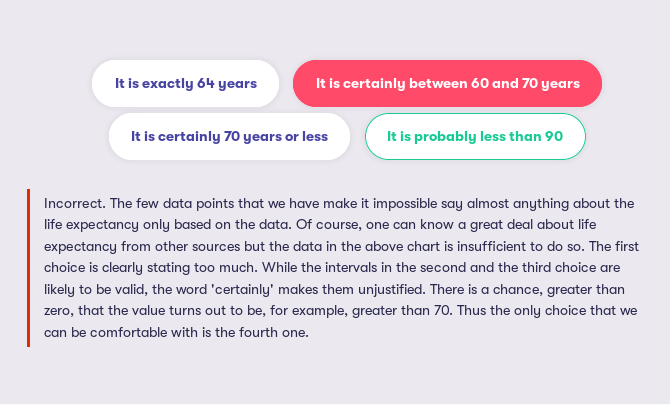 It is exactly 64 years
It is certainly between 60 and 70 years
It is certainly 70 years or less
It is probably less than 90
Incorrect. The few data points that we have make it impossible say almost anything about the
life expectancy only based on the data. Of course, one can know a great deal about life
expectancy from other sources but the data in the above chart is insufficient to do so. The first
choice is clearly stating too much. While the intervals in the second and the third choice are
likely to be valid, the word 'certainly' makes them unjustified. There is a chance, greater than
zero, that the value turns out to be, for example, greater than 70. Thus the only choice that we
can be comfortable with is the fourth one.